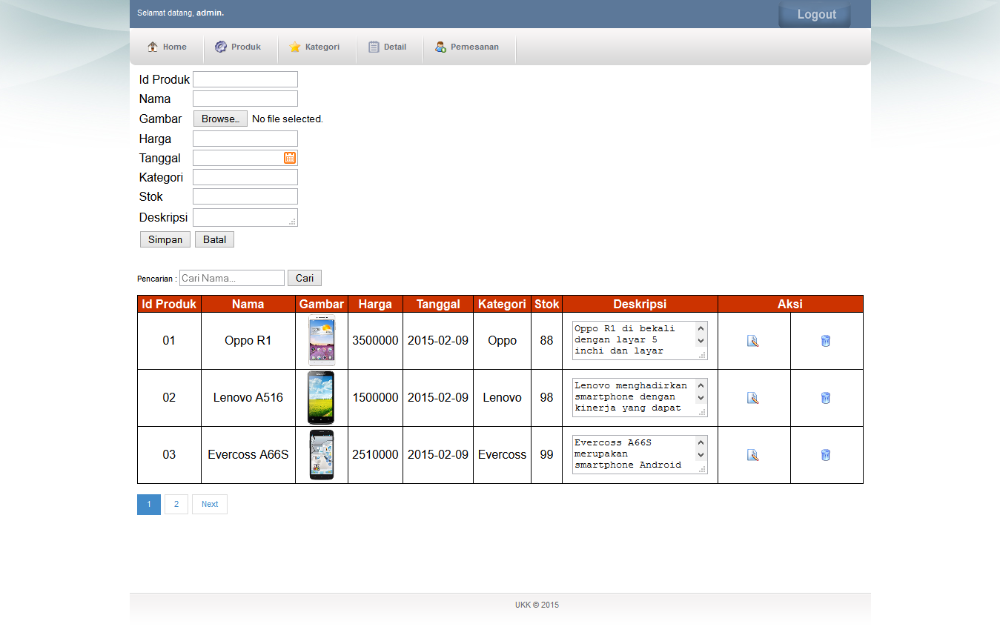 Selamat datang, admin.
Logout
Home Produk Kategori Detail Pemesanan
Id Produk
Nama
Gambar Browse… No file selected.
Harga
Tanggal
Kategori
Stok
Deskripsi
Simpan Batal
Pencarian : Cari Nama... Cari
Id Produk Nama Gambar Harga Tanggal Kategori Stok Deskripsi Aksi
01 Oppo R1 3500000 2015-02-09 Oppo 88 Oppo R1 di bekali
dengan layar 5
inchi dan layar
02 Lenovo A516 1500000 2015-02-09 Lenovo 98 Lenovo menghadirkan
smartphone dengan
kinerja yang dapat
03 Evercoss A66S 2510000 2015-02-09 Evercoss 99 Evercoss A66S
merupakan
smartphone Android
1 2 Next
UKK © 2015